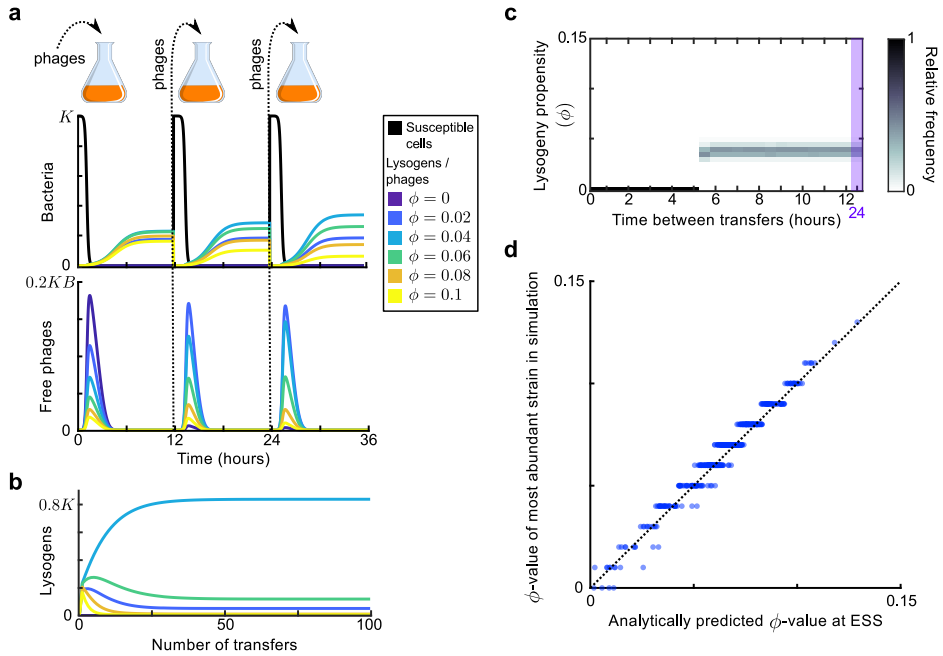 a
phages
phages
phages
K
Bacteria
0
Susceptible
cells
Lysogens /
phages
ϕ = 0
ϕ = 0.02
ϕ = 0.04
ϕ = 0.06
ϕ = 0.08
ϕ = 0.1
0.2KB
Free phages
0
0 12 24 36
Time (hours)
b
0.8K
Lysogens
0
0 50 100
Number of transfers
c
0.15
Lysogeny propensity
(ϕ)
0
0 2 4 6 8 10 12
24
Time between transfers (hours)
1
0
Relative
frequency
d
0.15
ϕ-value of most abundant strain in simulation
0
0 0.15
Analytically predicted ϕ-value at ESS